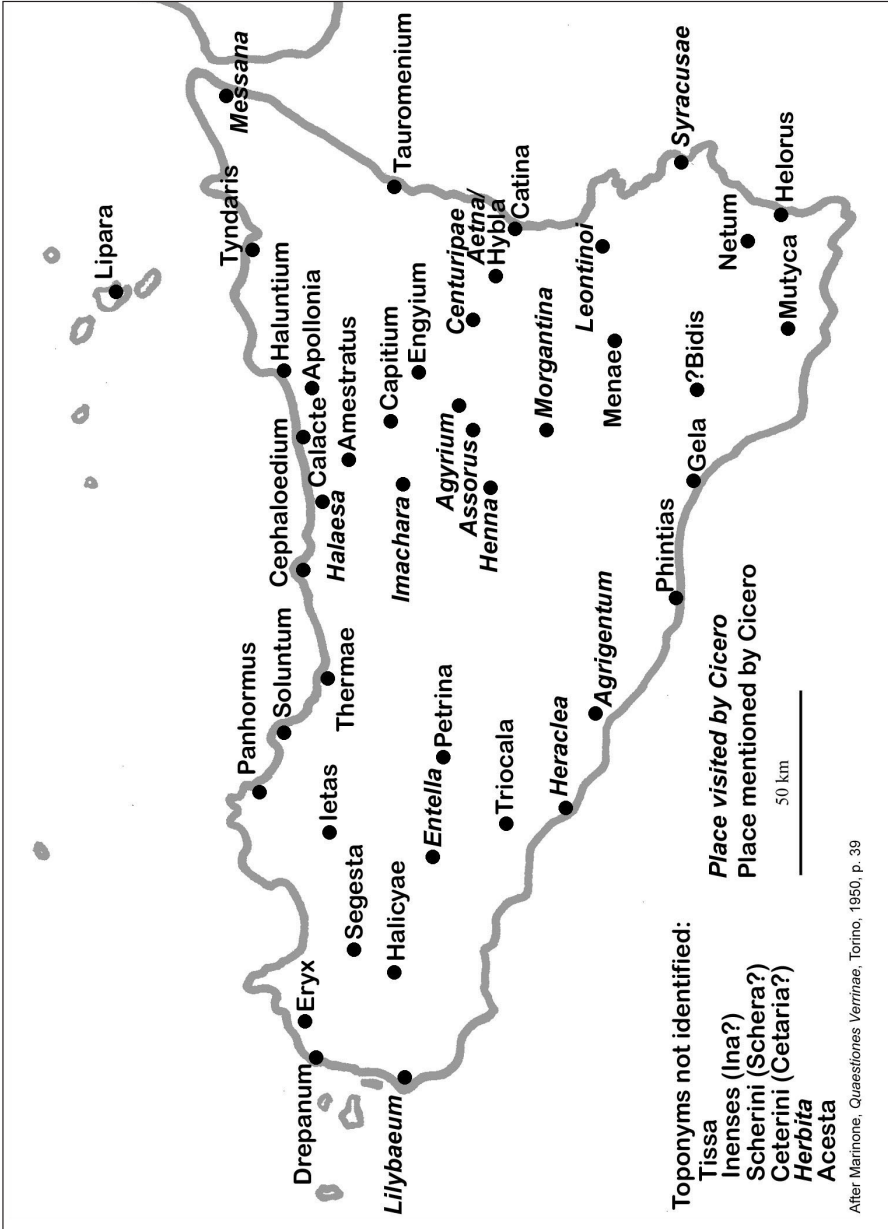 Lipara
Messana
Tyndaris
Haluntium
Apollonia
Calacte
Amestratus
Cephaloedium
Halaesa
Panhormus
Soluntum
Thermae
Ietas
Segesta
Eryx
Drepanum
Halicyae
Lilybaeum
Entella
Petrina
Triocala
Heraclea
Agrigentum
Imachara
Capitium
Engyium
Tauromenium
Centuripae
Aetna/
Hybla
Catina
Agyrium
Assorus
Henna
Morgantina
Leontinoi
Menae
Syracusae
Phintias
Gela
?Bidis
Netum
Helorus
Mutyca
Place visited by Cicero
Place mentioned by Cicero
50 km
Toponyms not identified:
Tissa
Inenses (Ina?)
Scherini (Schera?)
Ceterini (Cetaria?)
Herbita
Acesta
After Marinone, Quaestiones Verrinae, Torino, 1950, p. 39